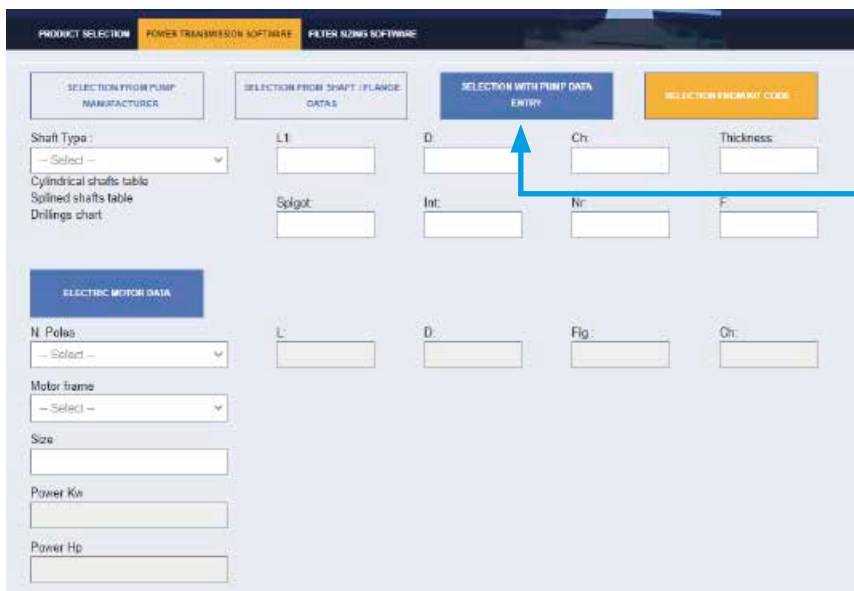 PRODUCT SELECTION POWER TRANSMISSION SOFTWARE FILTER SIZING SOFTWARE
SELECTION FROM PUMP MANUFACTURER
SELECTION FROM SHAFT / FLANGE DATAS
SELECTION WITH PUMP DATA ENTRY
SELECTION FROM KIT CODE
Shaft Type : L1: D: Ch: Thickness:
-- Select --
Cylindrical shafts table
Splined shafts table
Drillings chart
Spigot: Int: Nr: F:
ELECTRIC MOTOR DATA
N. Poles L: D: Flg.: Ch:
-- Select --
Motor frame
-- Select --
Size
Power Kw
Power Hp